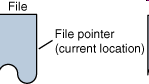 File
File pointer
(current location)